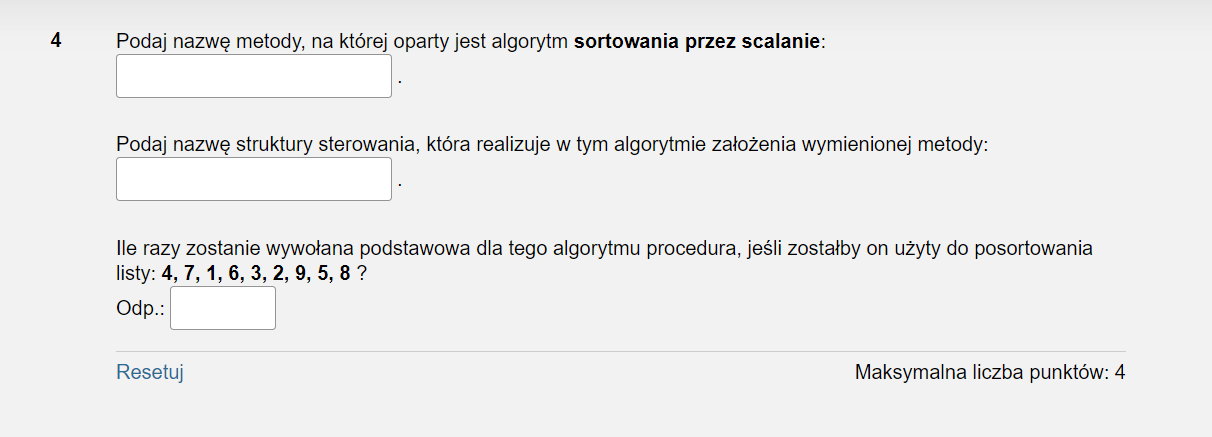 4 Podaj nazwę metody, na której oparty jest algorytm sortowania przez scalanie:
.
Podaj nazwę struktury sterowania, która realizuje w tym algorytmie założenia wymienionej metody:
.
Ile razy zostanie wywołana podstawowa dla tego algorytmu procedura, jeśli zostałby on użyty do posortowania
listy: 4, 7, 1, 6, 3, 2, 9, 5, 8 ?
Odp.:
Resetuj Maksymalna liczba punktów: 4